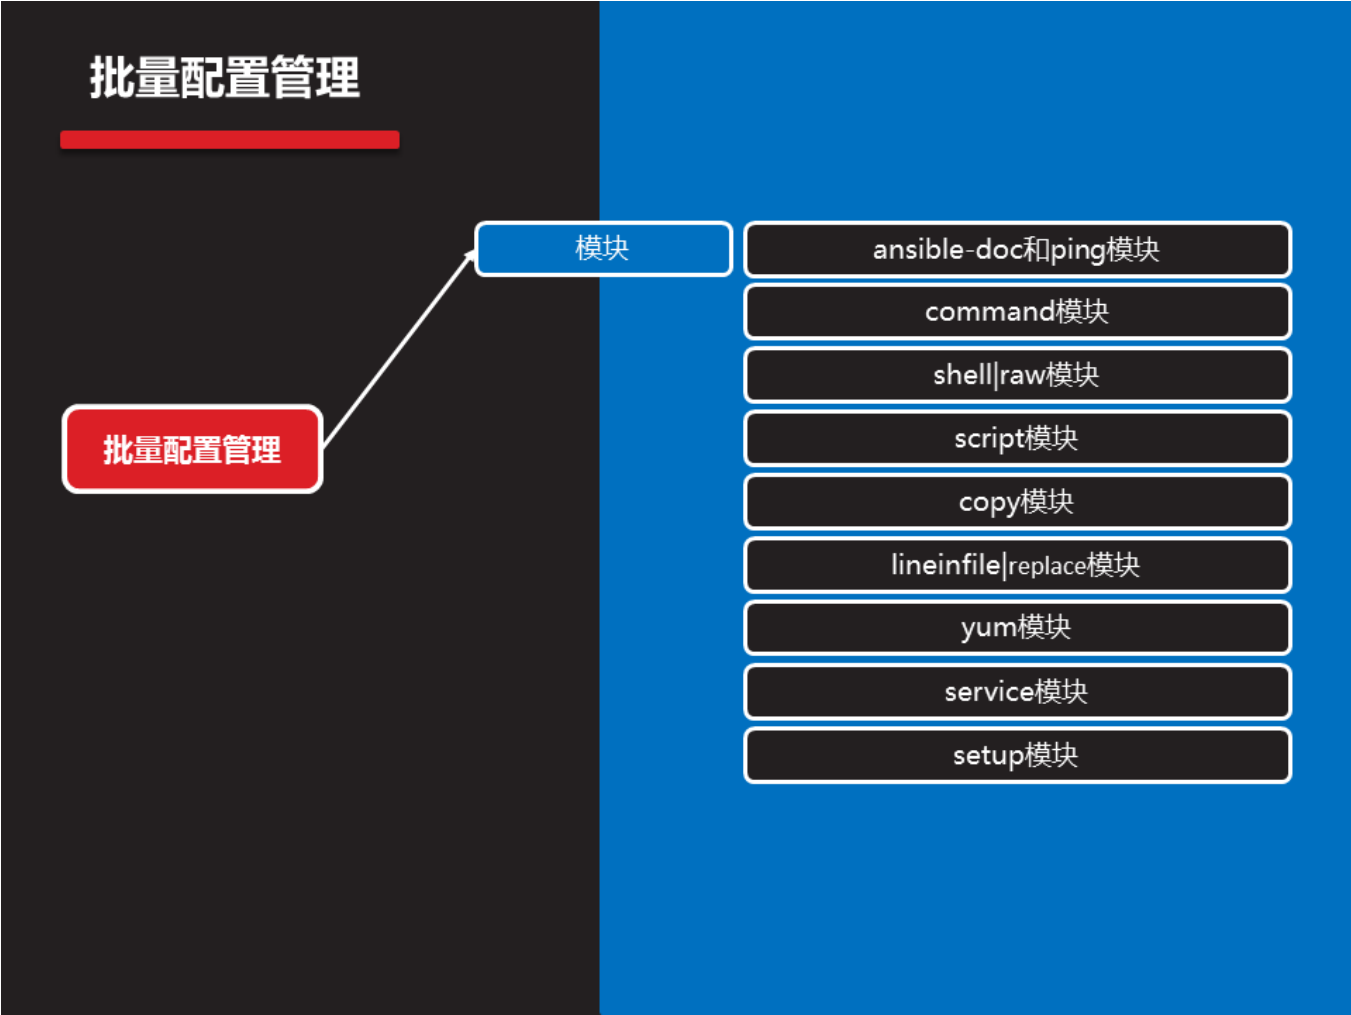 批量配置管理
模块
ansible-doc和ping模块
command模块
shell|raw模块
批量配置管理
script模块
copy模块
lineinfile|replace模块
yum模块
service模块
setup模块